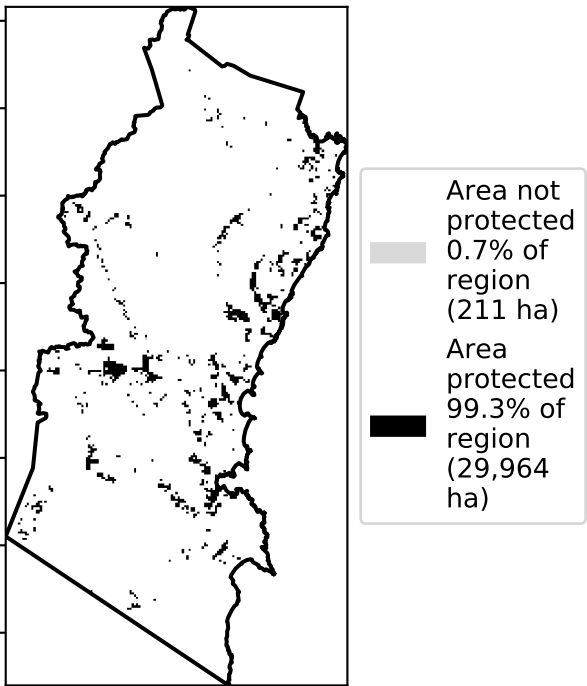 Area not
protected
0.7% of
region
(211 ha)
Area
protected
99.3% of
region
(29,964
ha)